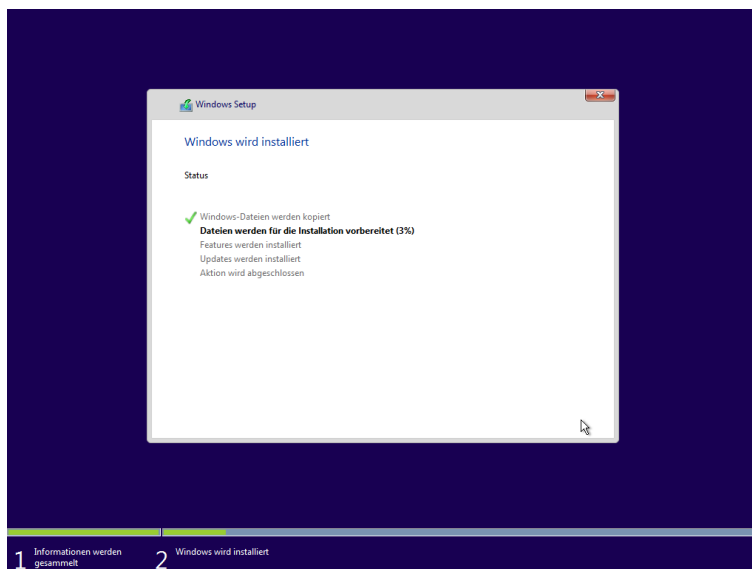 Windows Setup
Windows wird installiert
Status
Windows-Dateien werden kopiert
Dateien werden für die Installation vorbereitet (3%)
Features werden installiert
Updates werden installiert
Aktion wird abgeschlossen
1 Informationen werden
gesammelt
2 Windows wird installiert